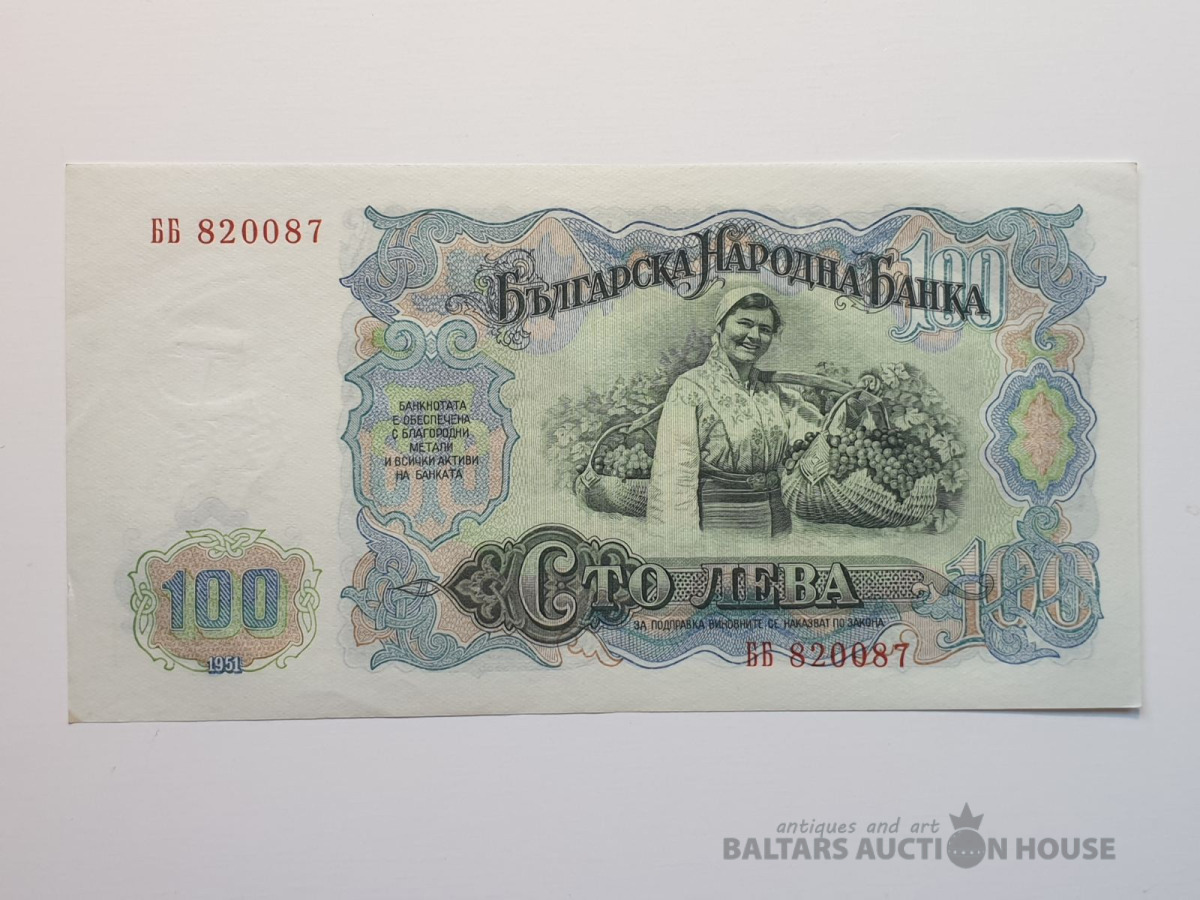 ББ 820087
БЪЛГАРСКА НАРОДНА БАНКА
100
БАНКНОТАТА
Е ОБЕСПЕЧЕНА
С БЛАГОРОДНИ
МЕТАЛИ
И ВСИЧКИ АКТИВИ
НА БАНКАТА
100
1951
СТО ЛЕВА
100
ЗА ПОДПРАВКА ВИНОВНИТЕ СЕ НАКАЗВАТ ПО ЗАКОНА
ББ 820087
antiques and art
BALTARS AUCTION HOUSE